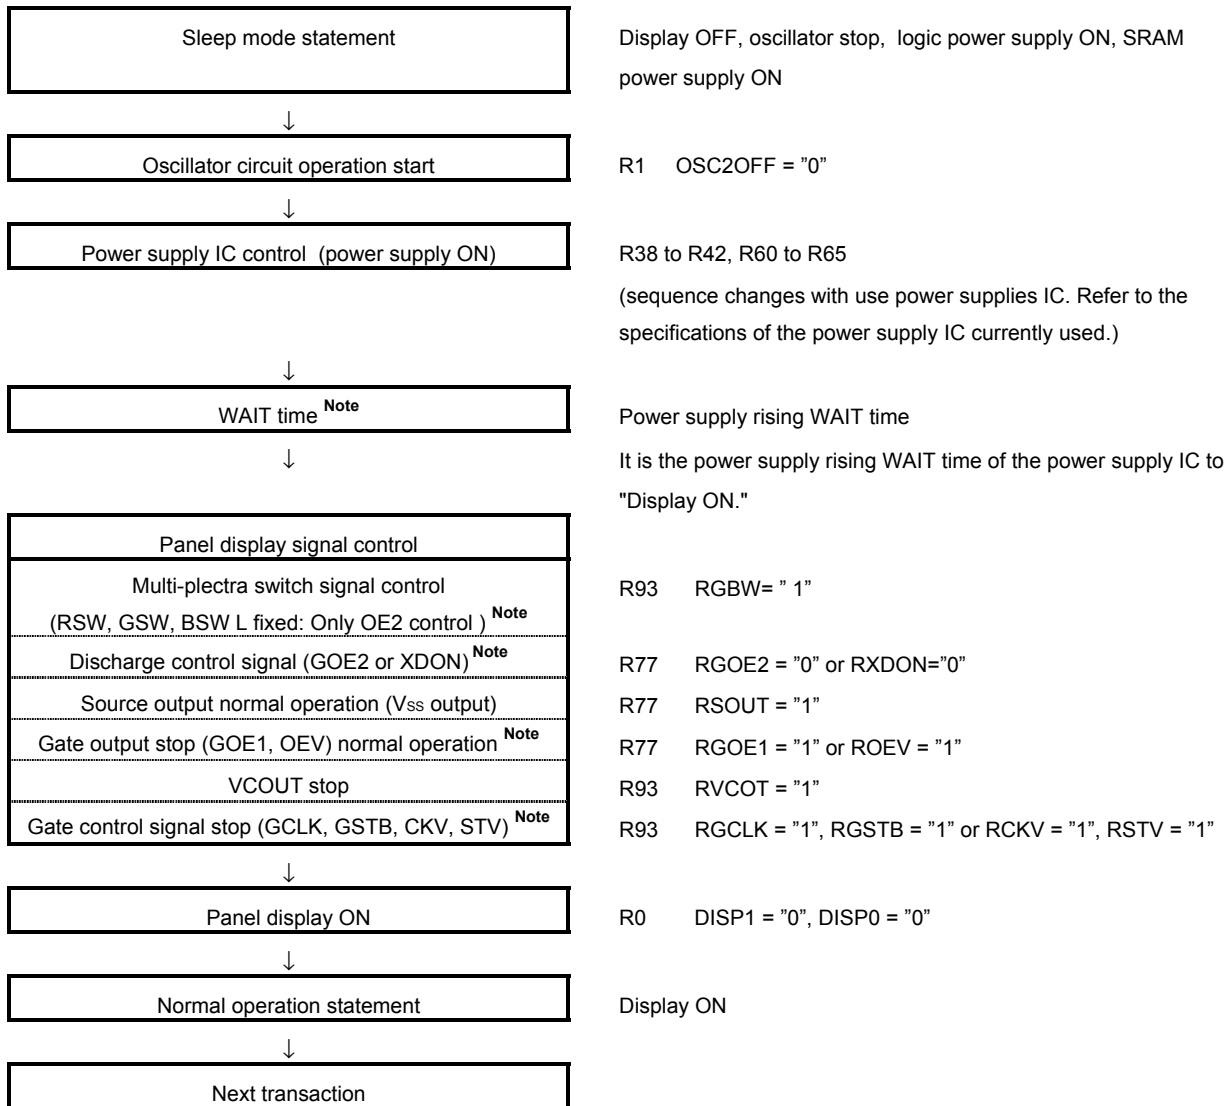 Sleep mode statement
Display OFF, oscillator stop, logic power supply ON, SRAM
power supply ON
↓
Oscillator circuit operation start
R1 OSC2OFF = ”0”
↓
Power supply IC control (power supply ON)
R38 to R42, R60 to R65
(sequence changes with use power supplies IC. Refer to the
specifications of the power supply IC currently used.)
↓
WAIT time Note
Power supply rising WAIT time
↓
It is the power supply rising WAIT time of the power supply IC to
"Display ON."
Panel display signal control
Multi-plectra switch signal control
R93 RGBW= ” 1”
(RSW, GSW, BSW L fixed: Only OE2 control ) Note
Discharge control signal (GOE2 or XDON) Note
R77 RGOE2 = ”0” or RXDON=”0”
Source output normal operation (VSS output)
R77 RSOUT = ”1”
Gate output stop (GOE1, OEV) normal operation Note
R77 RGOE1 = ”1” or ROEV = ”1”
VCOUT stop
R93 RVCOT = ”1”
Gate control signal stop (GCLK, GSTB, CKV, STV) Note
R93 RGCLK = ”1”, RGSTB = ”1” or RCKV = ”1”, RSTV = ”1”
↓
Panel display ON
R0 DISP1 = ”0”, DISP0 = ”0”
↓
Normal operation statement
Display ON
↓
Next transaction